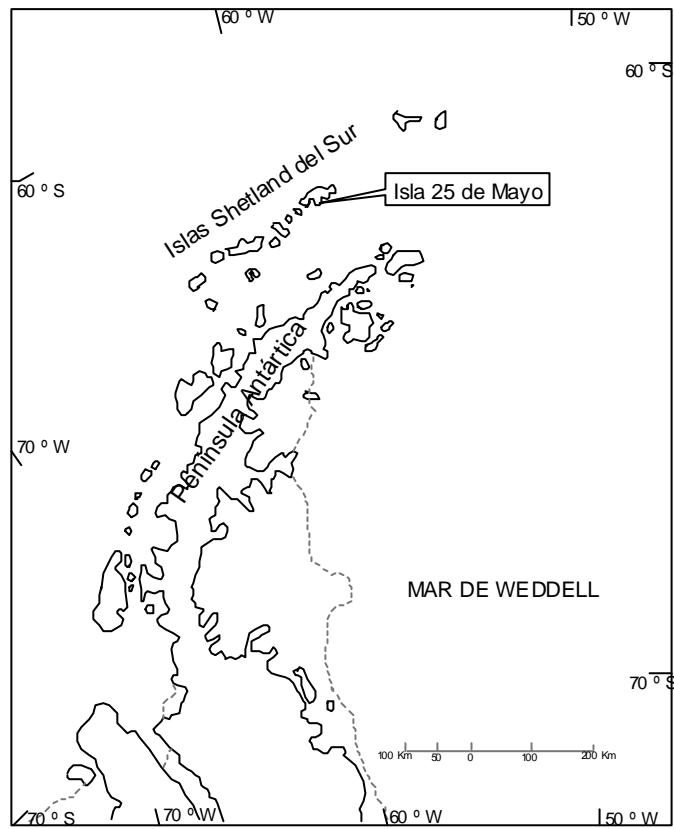 60 º W
50 º W
60 º S
Islas Shetland del Sur
60 º S
Isla 25 de Mayo
Península Antártica
70 º W
MAR DE WEDDELL
70 º S
100 Km 50 0 100 200 Km
70 º S
70 º W
60 º W
50 º W